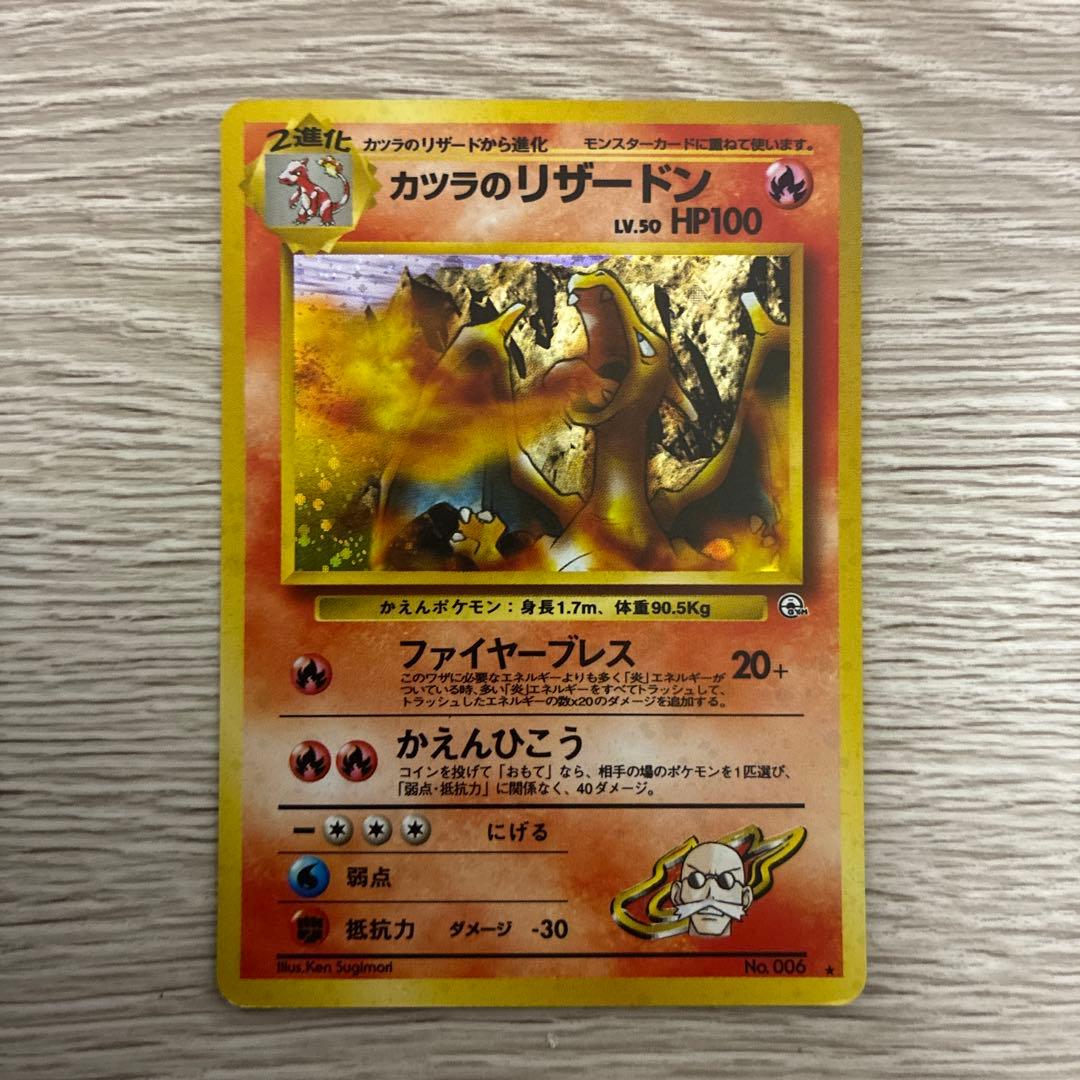 2進化
カツラのリザードから進化
モンスターカードに重ねて使います。
カツラのリザードン
LV.50 HP100
かえんポケモン：身長1.7m、体重90.5Kg
GYM
ファイヤーブレス 20+
このワザに必要なエネルギーよりも多く「炎」エネルギーが
ついている時、多い「炎」エネルギーをすべてトラッシュして、
トラッシュしたエネルギーの数x20のダメージを追加する。
かえんひこう
コインを投げて「おもて」なら、相手の場のポケモンを1匹選び、
「弱点・抵抗力」に関係なく、40ダメージ。
にげる
弱点
抵抗力 ダメージ -30
Illus.Ken Sugimori
No. 006 ★